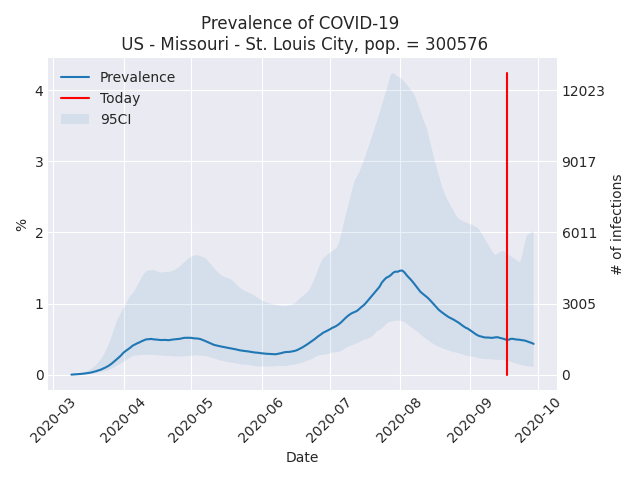 Prevalence of COVID-19
US - Missouri - St. Louis City, pop. = 300576
Prevalence
Today
95CI
4
3
2
1
0
%
12023
9017
6011
3005
0
# of infections
2020-03
2020-04
2020-05
2020-06
2020-07
2020-08
2020-09
2020-10
Date